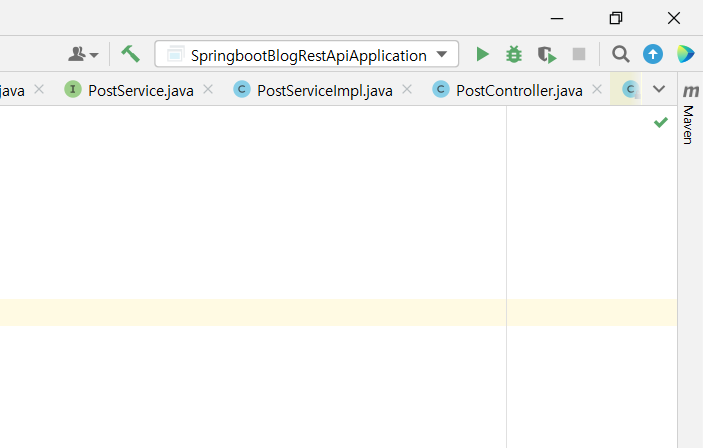 SpringbootBlogRestApiApplication
java
I PostService.java
C PostServiceImpl.java
C PostController.java
C
m
Maven